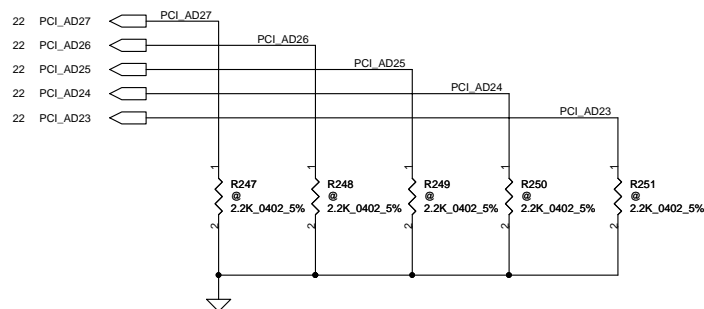 22 PCI_AD27 PCI_AD27
22 PCI_AD26 PCI_AD26
22 PCI_AD25 PCI_AD25
22 PCI_AD24 PCI_AD24
22 PCI_AD23 PCI_AD23
1 1 1 1 1
R247 R248 R249 R250 R251
@ @ @ @ @
2.2K_0402_5% 2.2K_0402_5% 2.2K_0402_5% 2.2K_0402_5% 2.2K_0402_5%
2 2 2 2 2